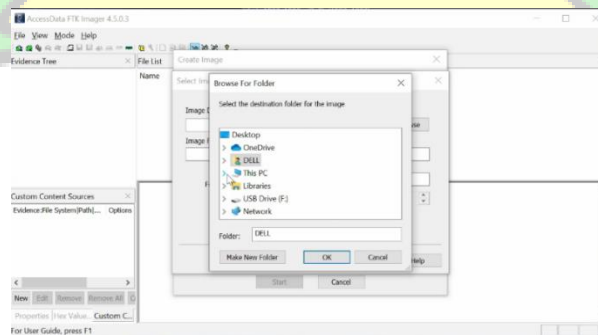 AccessData FTK Imager 4.5.0.3
File View Mode Help
Evidence Tree
File List
Name
Create Image
Select Im
Browse For Folder
Select the destination folder for the image
Image
Desktop
OneDrive
DELL
This PC
Libraries
USB Drive (F:)
Network
Folder: DELL
Make New Folder OK Cancel
Help
Start Cancel
Custom Content Sources
Evidence:File System|Path|... Options
New Edit Remove Remove All
Properties Hex Value... Custom C...
For User Guide, press F1